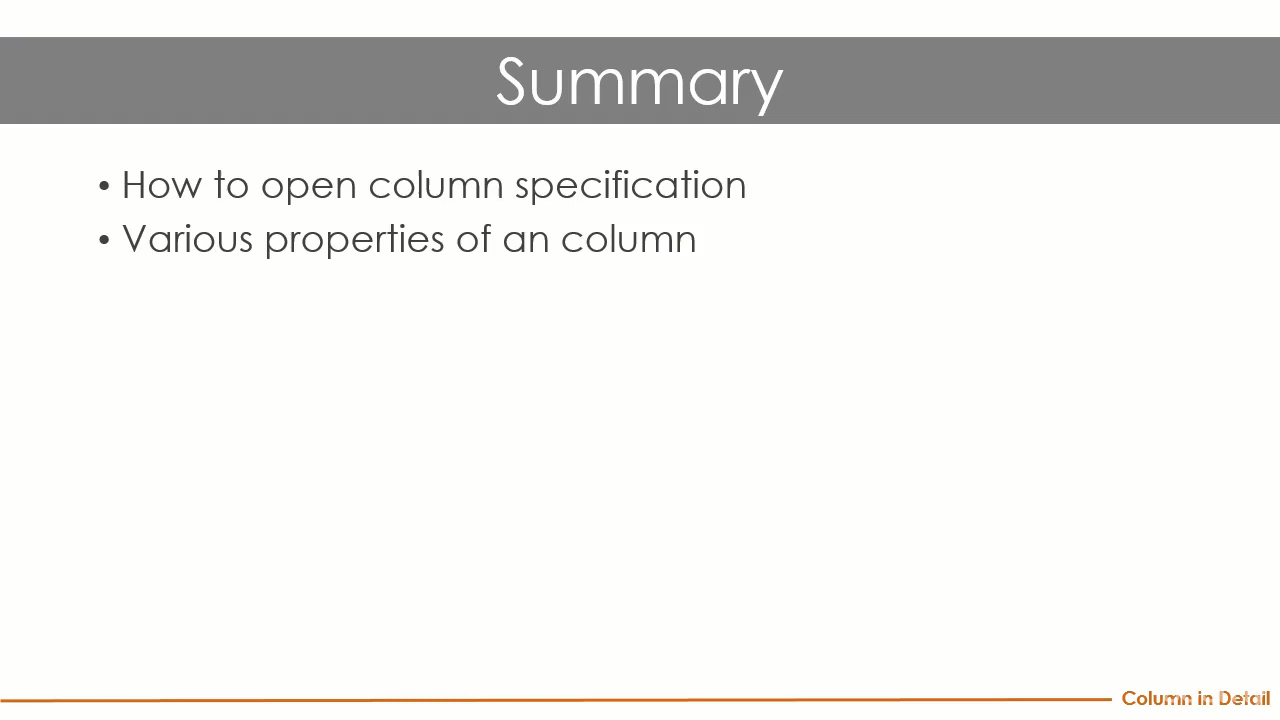 Summary
• How to open column specification
• Various properties of an column
Column in Detail